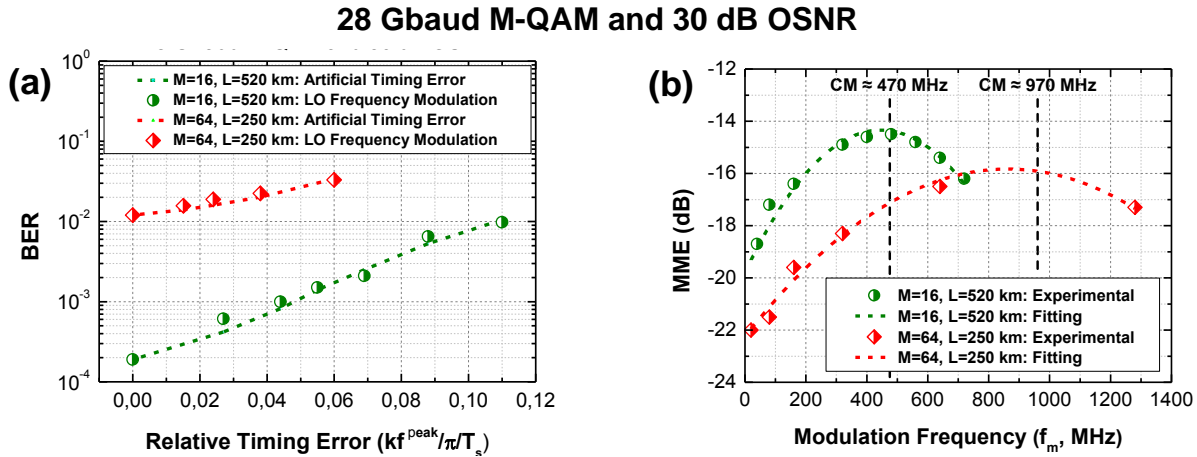 28 Gbaud M-QAM and 30 dB OSNR
(a)
M=16, L=520 km: Artificial Timing Error
M=16, L=520 km: LO Frequency Modulation
M=64, L=250 km: Artificial Timing Error
M=64, L=250 km: LO Frequency Modulation
BER
10⁰
10⁻¹
10⁻²
10⁻³
10⁻⁴
0,00 0,02 0,04 0,06 0,08 0,10 0,12
Relative Timing Error (kf^peak/π/T_s)
(b)
CM ≈ 470 MHz CM ≈ 970 MHz
MME (dB)
-12
-14
-16
-18
-20
-22
-24
M=16, L=520 km: Experimental
M=16, L=520 km: Fitting
M=64, L=250 km: Experimental
M=64, L=250 km: Fitting
0 200 400 600 800 1000 1200 1400
Modulation Frequency (f_m, MHz)